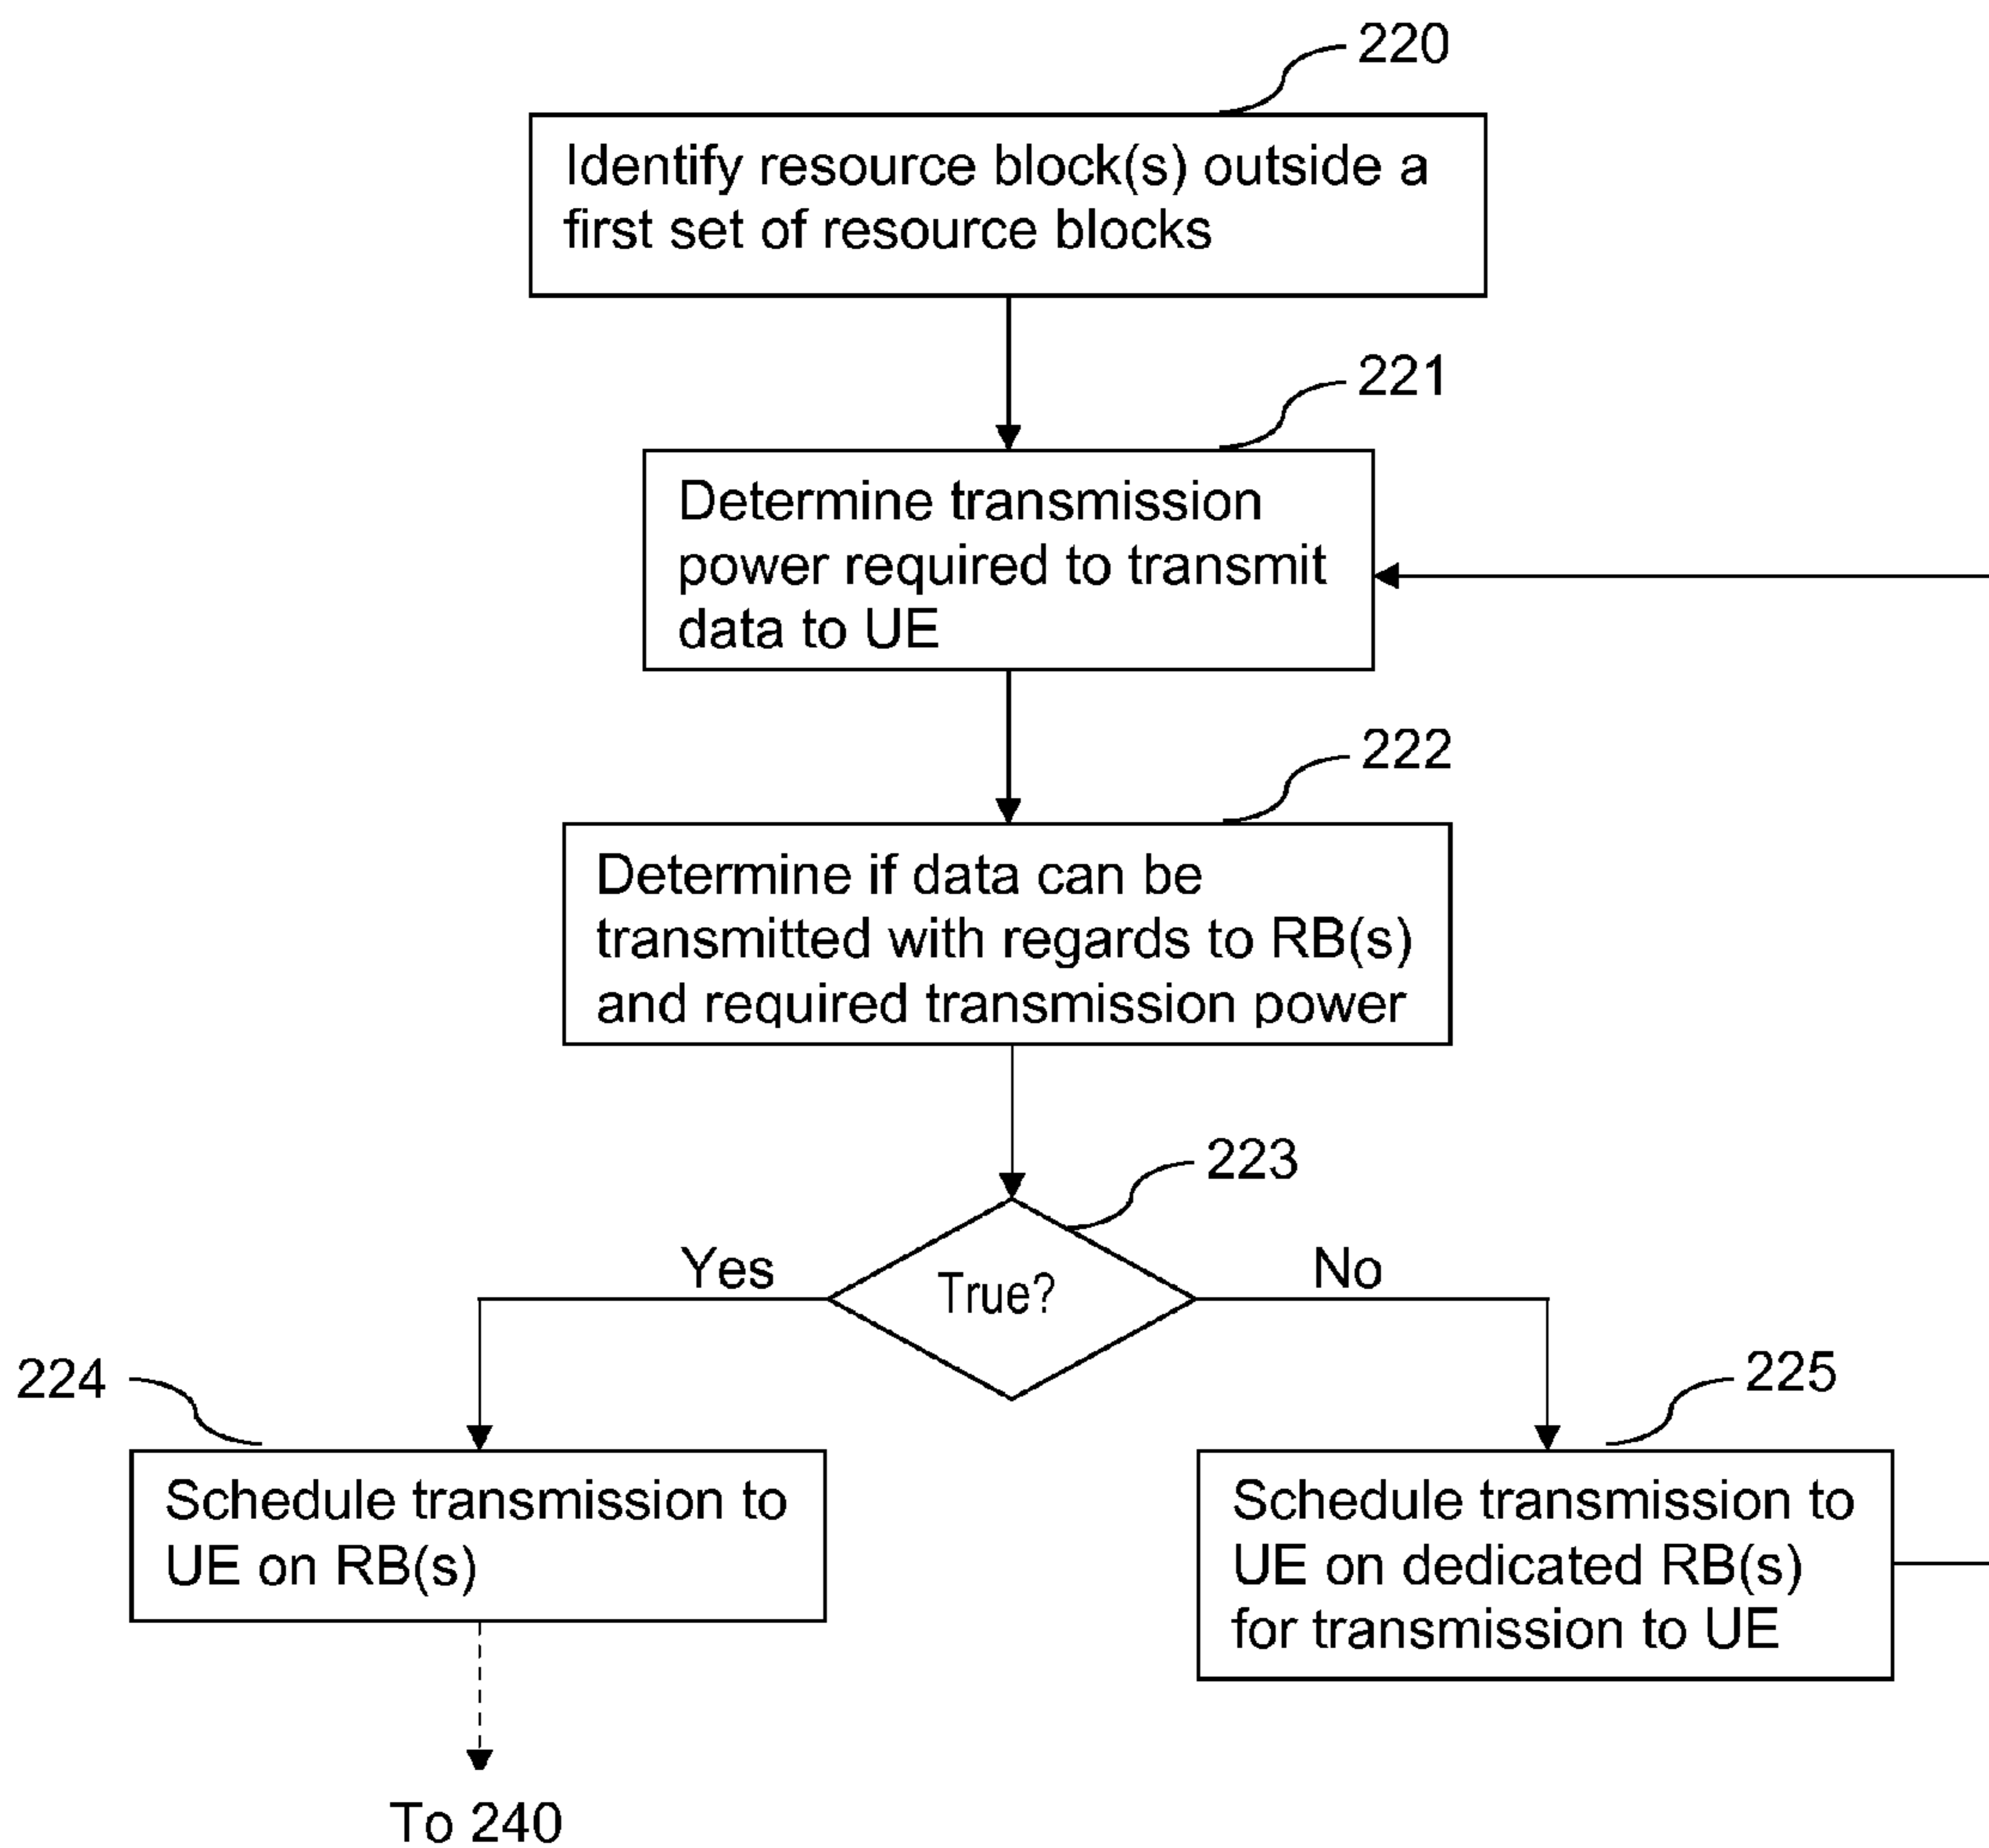 220
Identify resource block(s) outside a
first set of resource blocks
221
Determine transmission
power required to transmit
data to UE
222
Determine if data can be
transmitted with regards to RB(s)
and required transmission power
223
Yes
True?
No
224
225
Schedule transmission to
UE on RB(s)
Schedule transmission to
UE on dedicated RB(s)
for transmission to UE
To 240